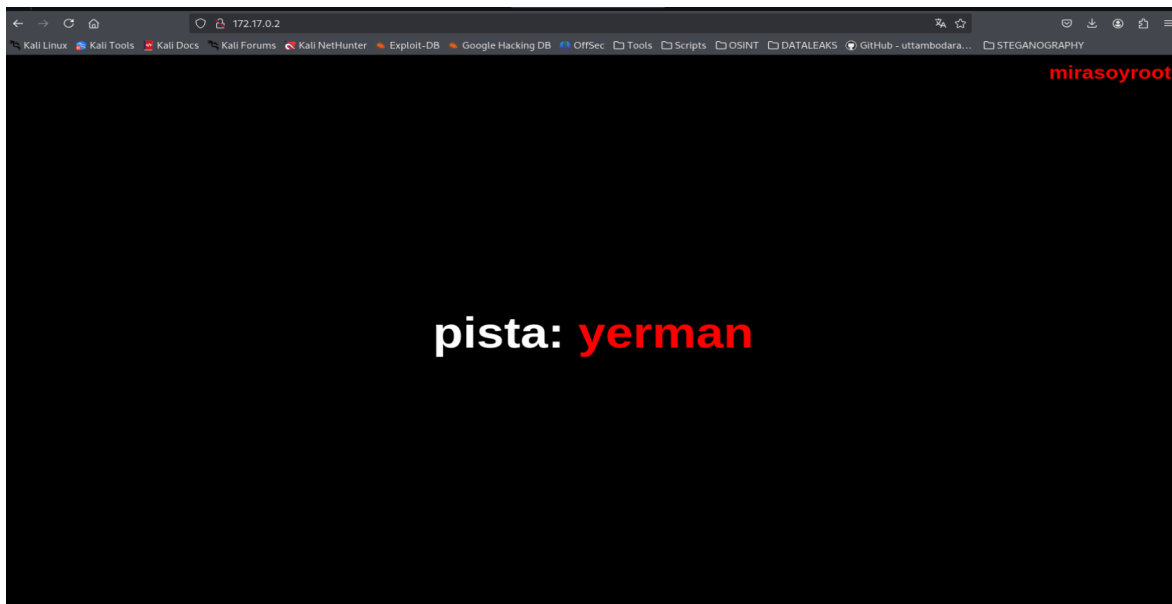 172.17.0.2
Kali Linux Kali Tools Kali Docs Kali Forums Kali NetHunter Exploit-DB Google Hacking DB OffSec Tools Scripts OSINT DATALEAKS GitHub - uttambodara... STEGANOGRAPHY
mirasoyroot
pista: yerman